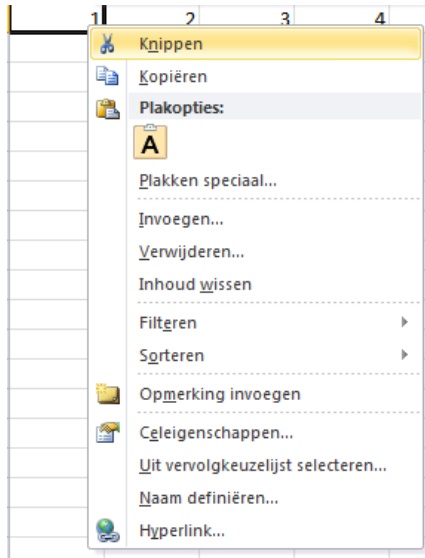 1 2 3 4
Knippen
Kopiëren
Plakopties:
A
Plakken speciaal...
Invoegen...
Verwijderen...
Inhoud wissen
Filteren
Sorteren
Opmerking invoegen
Celeigenschappen...
Uit vervolgkeuzelijst selecteren...
Naam definiëren...
Hyperlink...